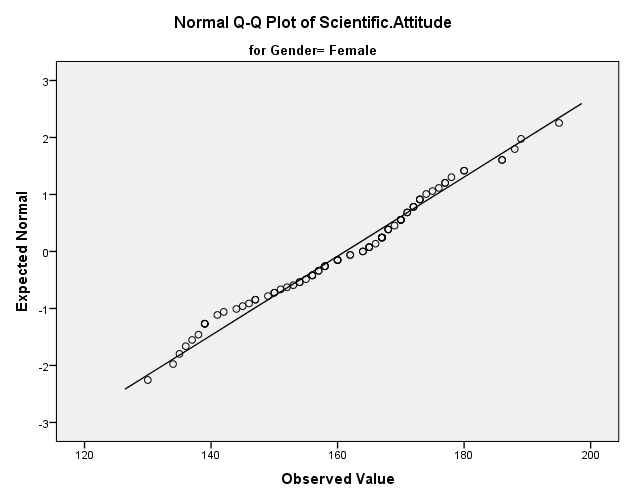 Normal Q-Q Plot of Scientific.Attitude
for Gender= Female
3
2
1
0
-1
-2
-3
Expected Normal
120 140 160 180 200
Observed Value